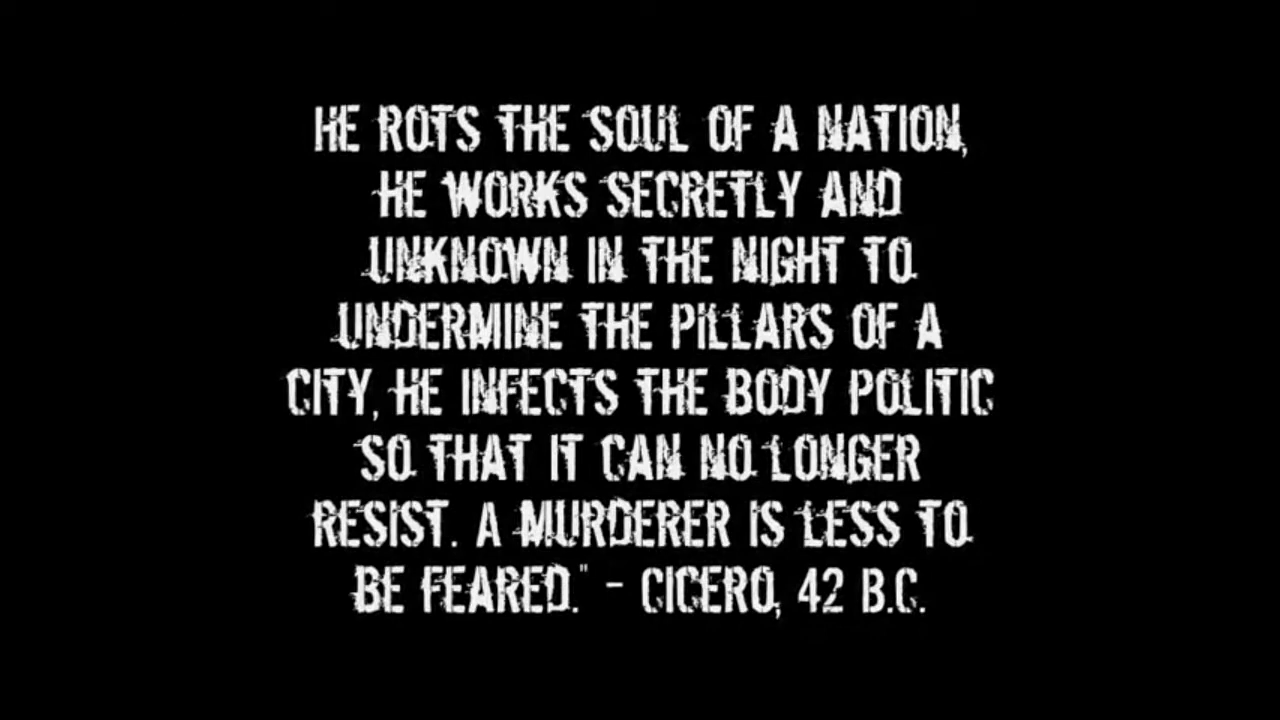 HE ROTS THE SOUL OF A NATION,
HE WORKS SECRETLY AND
UNKNOWN IN THE NIGHT TO
UNDERMINE THE PILLARS OF A
CITY, HE INFECTS THE BODY POLITIC
SO THAT IT CAN NO LONGER
RESIST. A MURDERER IS LESS TO
BE FEARED." - CICERO, 42 B.C.